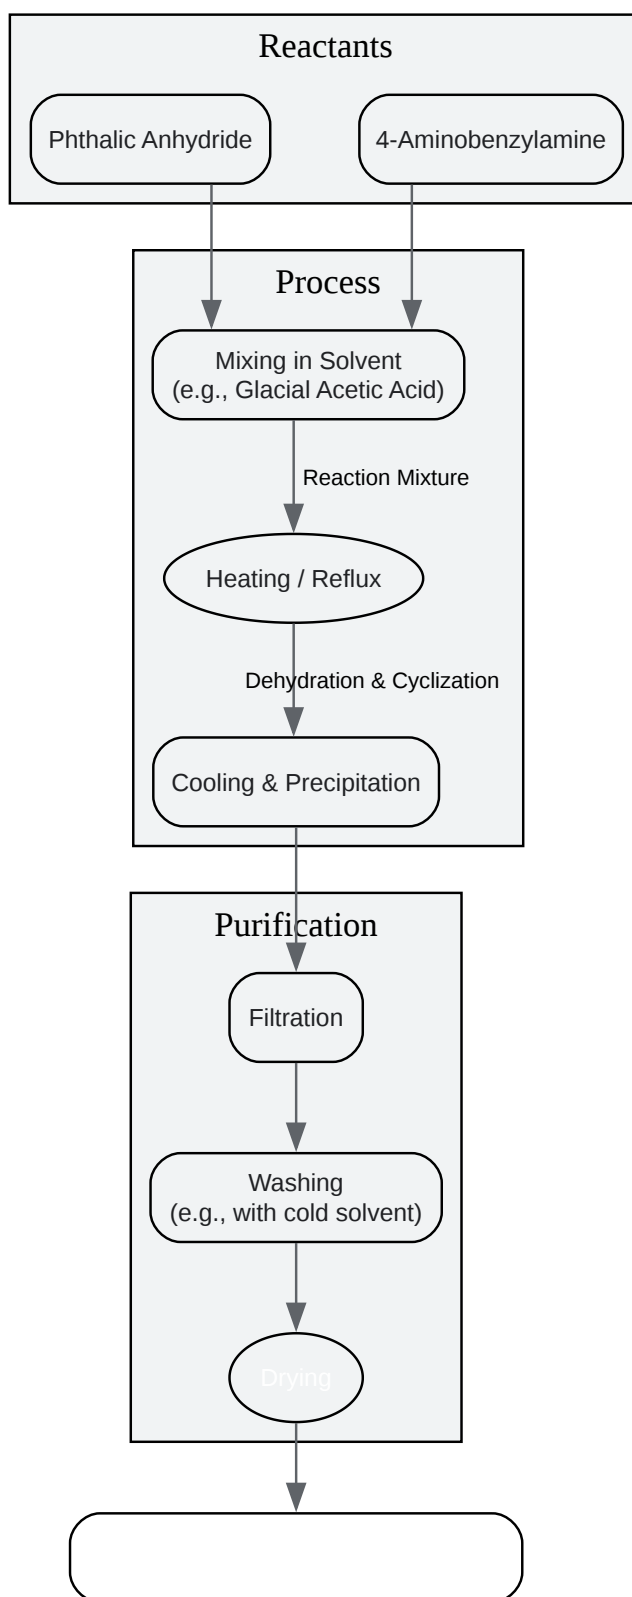 Reactants
Phthalic Anhydride
4-Aminobenzylamine
Process
Mixing in Solvent
(e.g., Glacial Acetic Acid)
Reaction Mixture
Heating / Reflux
Dehydration & Cyclization
Cooling & Precipitation
Purification
Filtration
Washing
(e.g., with cold solvent)
Drying